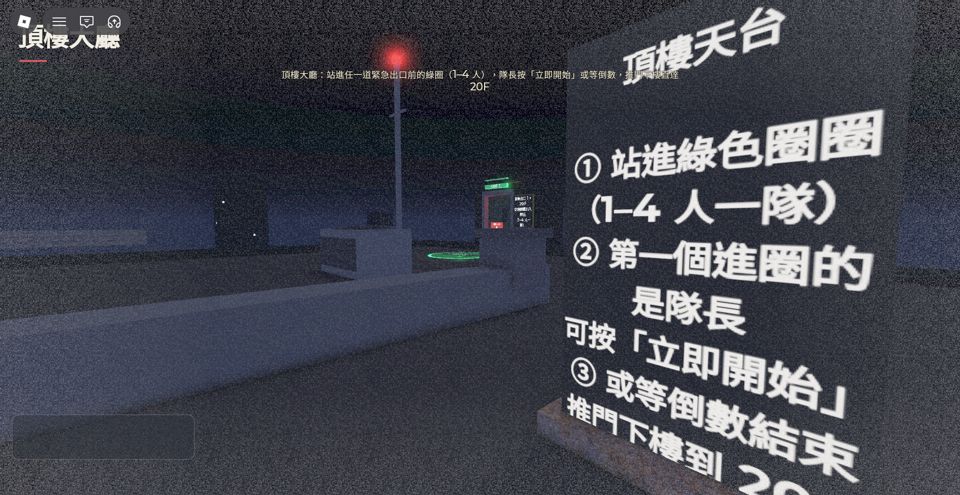 頂樓大廳
頂樓大廳：站進任一道緊急出口前的綠圈（1–4 人），隊長按「立即開始」或等倒數，推門
20F
頂樓天台
① 站進綠色圈圈
（1–4 人一隊）
② 第一個進圈的
是隊長
可按「立即開始」
③ 或等倒數結束
推門下樓到 20